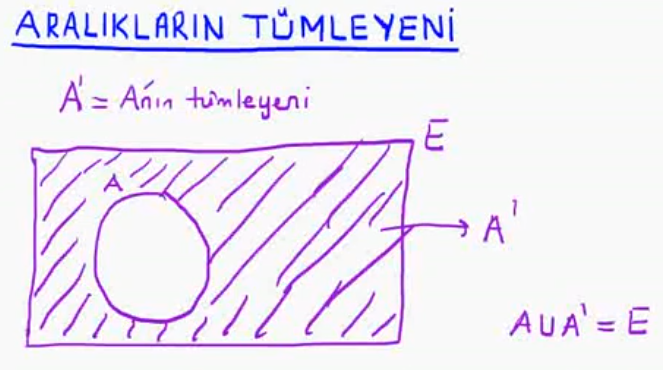 ARALIKLARIN TÜMLEYENİ
A' = A'nın tümleyeni
E
A
A'
A∪A' = E